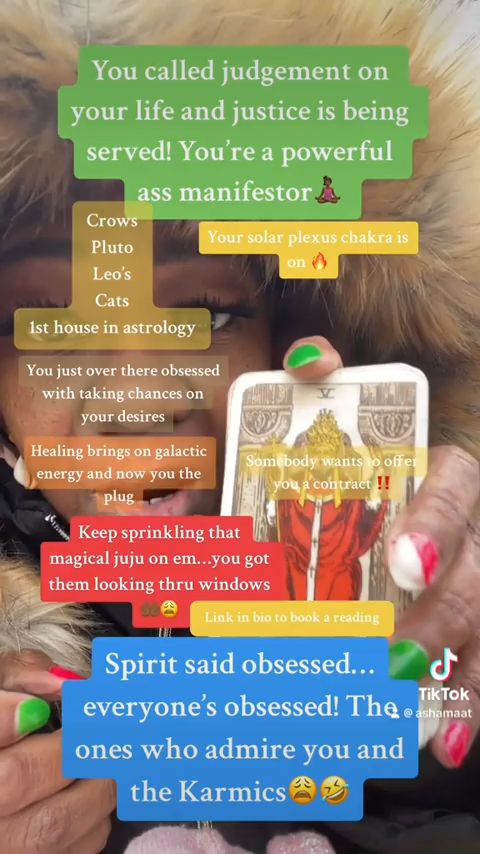 You called judgement on
your life and justice is being
served! You're a powerful
ass manifestor🧘🏾‍♀️
Crows
Pluto
Leo's
Cats
1st house in astrology
Your solar plexus chakra is
on 🔥
You just over there obsessed
with taking chances on
your desires
Healing brings on galactic
energy and now you the
plug
V
Somebody wants to offer
you a contract ‼️
Keep sprinkling that
magical juju on em...you got
them looking thru windows
🤲🏾😩
Link in bio to book a reading
Spirit said obsessed...
everyone's obsessed! The
ones who admire you and
the Karmics😩🤣
TikTok
@ashamaat